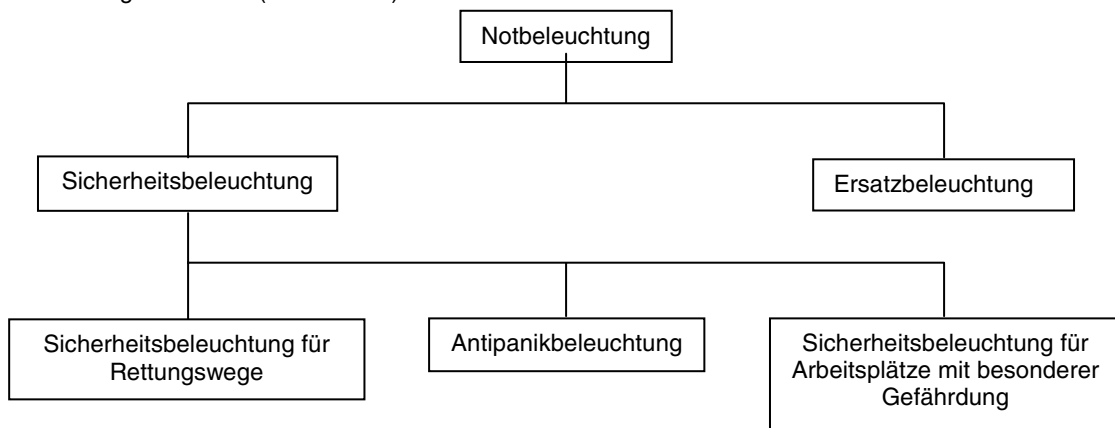 Notbeleuchtung
Sicherheitsbeleuchtung
Ersatzbeleuchtung
Sicherheitsbeleuchtung für
Rettungswege
Antipanikbeleuchtung
Sicherheitsbeleuchtung für
Arbeitsplätze mit besonderer
Gefährdung